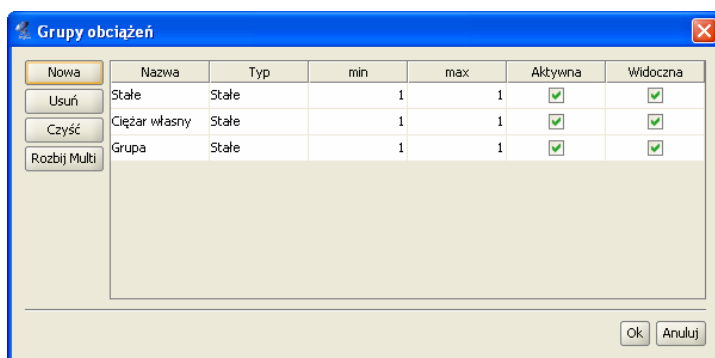 Grupy obciążeń
Nowa Nazwa Typ min max Aktywna Widoczna
Usuń Stałe Stałe 1 1
Czyść Ciężar własny Stałe 1 1
Rozbij Multi Grupa Stałe 1 1
Ok Anuluj